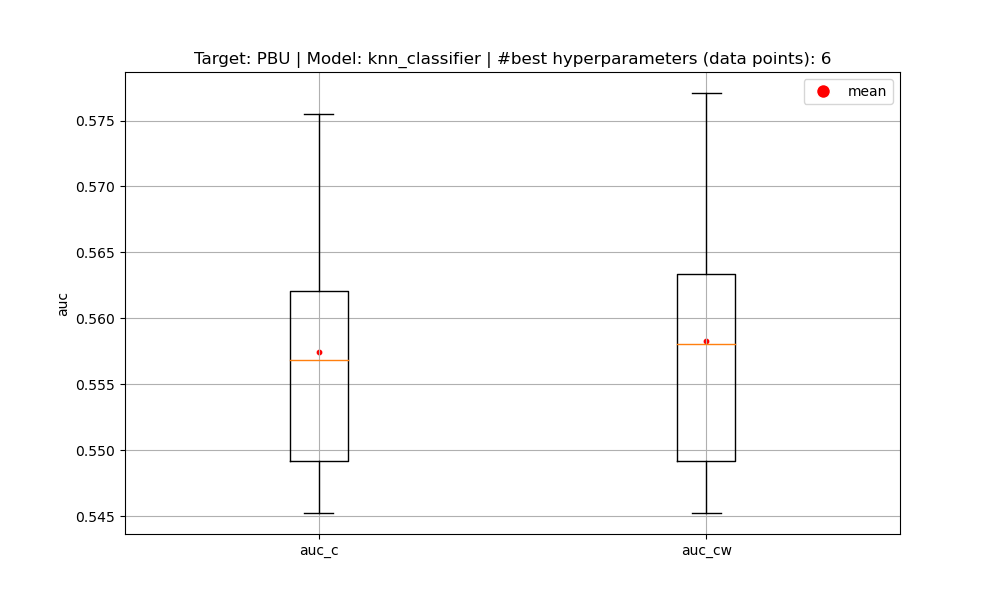 Target: PBU | Model: knn_classifier | #best hyperparameters (data points): 6
mean
0.575
0.570
0.565
0.560
0.555
0.550
0.545
auc
auc_c
auc_cw